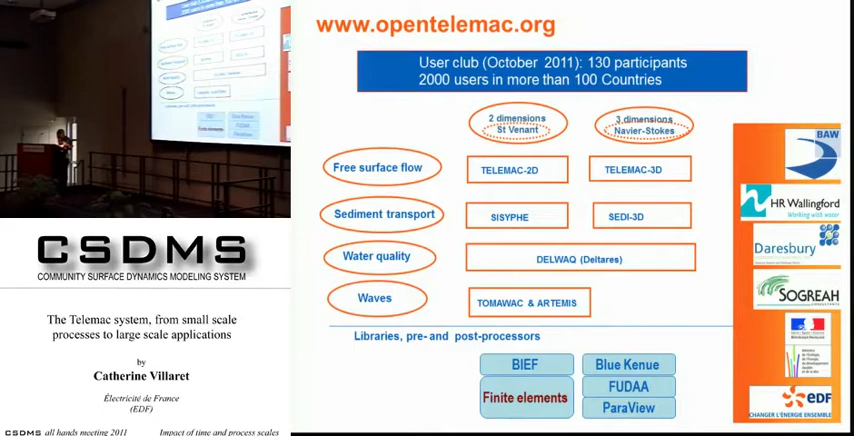 www.opentelemac.org
User club (October 2011): 130 participants
2000 users in more than 100 Countries
2 dimensions
St Venant
3 dimensions
Navier-Stokes
Free surface flow
TELEMAC-2D
TELEMAC-3D
Sediment transport
SISYPHE
SEDI-3D
Water quality
DELWAQ (Deltares)
Waves
TOMAWAC & ARTEMIS
Libraries, pre- and post-processors
BIEF
Finite elements
Blue Kenue
FUDAA
ParaView
BAW
HR Wallingford
Working with water
Daresbury
SOGREAH
CONSULTANTS
edf
CHANGER L'ÉNERGIE ENSEMBLE
CSDMS
COMMUNITY SURFACE DYNAMICS MODELING SYSTEM
The Telemac system, from small scale
processes to large scale applications
by
Catherine Villaret
Électricité de France
(EDF)
CSDMS all hands meeting 2011 Impact of time and process scales